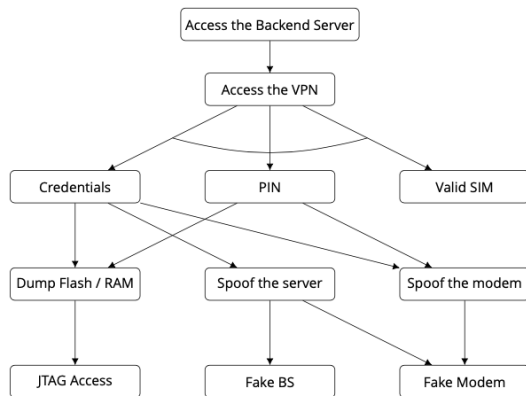 Access the Backend Server
Access the VPN
Credentials
PIN
Valid SIM
Dump Flash / RAM
Spoof the server
Spoof the modem
JTAG Access
Fake BS
Fake Modem